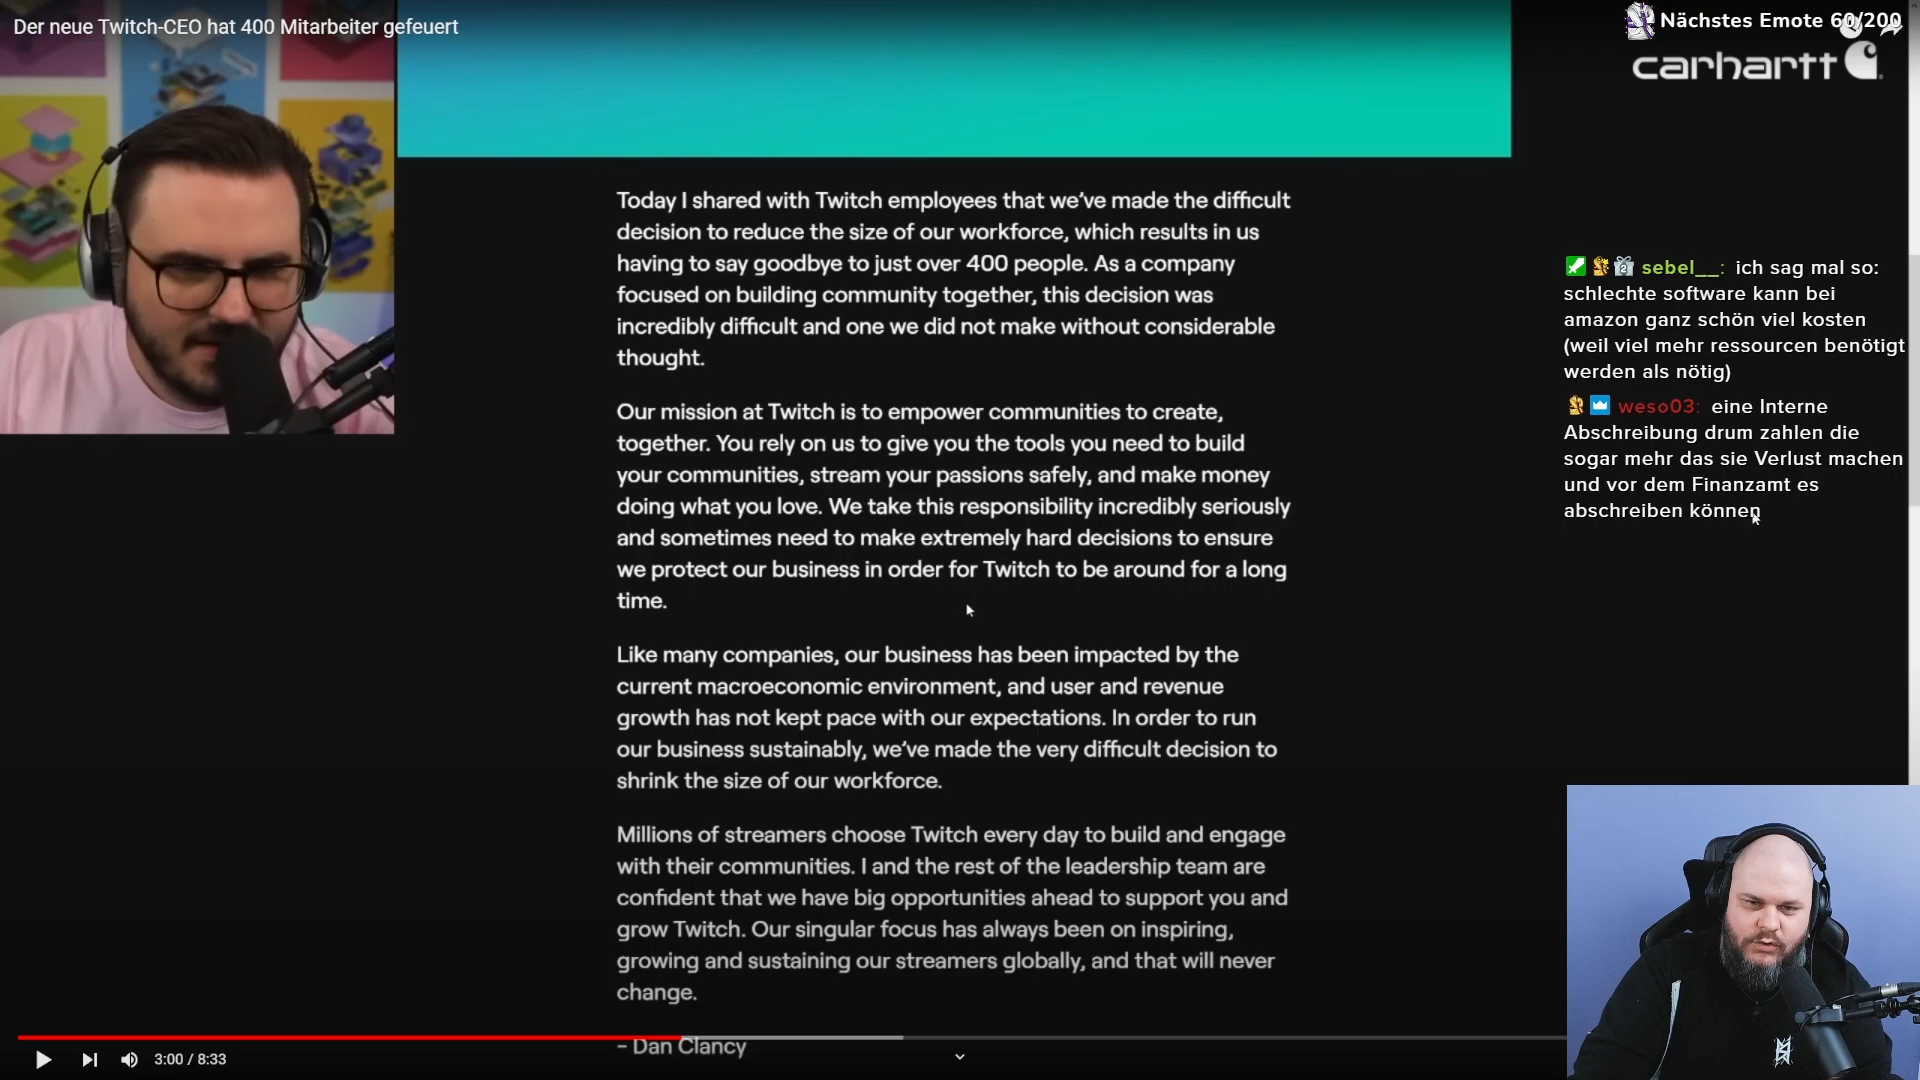 Der neue Twitch-CEO hat 400 Mitarbeiter gefeuert
Nächstes Emote 60/200
carhartt
Today I shared with Twitch employees that we've made the difficult
decision to reduce the size of our workforce, which results in us
having to say goodbye to just over 400 people. As a company
focused on building community together, this decision was
incredibly difficult and one we did not make without considerable
thought.
Our mission at Twitch is to empower communities to create,
together. You rely on us to give you the tools you need to build
your communities, stream your passions safely, and make money
doing what you love. We take this responsibility incredibly seriously
and sometimes need to make extremely hard decisions to ensure
we protect our business in order for Twitch to be around for a long
time.
Like many companies, our business has been impacted by the
current macroeconomic environment, and user and revenue
growth has not kept pace with our expectations. In order to run
our business sustainably, we've made the very difficult decision to
shrink the size of our workforce.
Millions of streamers choose Twitch every day to build and engage
with their communities. I and the rest of the leadership team are
confident that we have big opportunities ahead to support you and
grow Twitch. Our singular focus has always been on inspiring,
growing and sustaining our streamers globally, and that will never
change.
– Dan Clancy
sebel__: ich sag mal so:
schlechte software kann bei
amazon ganz schön viel kosten
(weil viel mehr ressourcen benötigt
werden als nötig)
weso03: eine Interne
Abschreibung drum zahlen die
sogar mehr das sie Verlust machen
und vor dem Finanzamt es
abschreiben können
3:00 / 8:33